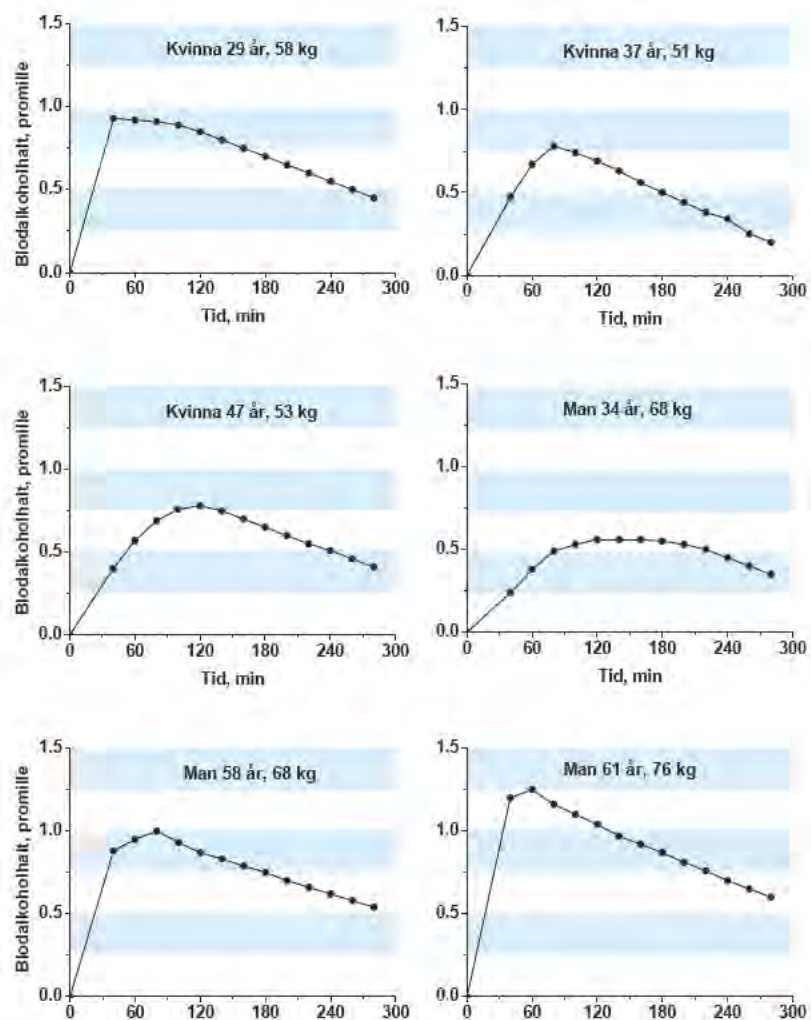 Blodalkoholhalt, promille
1.5
1.0
0.5
0.0
Kvinna 29 år, 58 kg
0 60 120 180 240 300
Tid, min
1.5
1.0
0.5
0.0
Kvinna 37 år, 51 kg
0 60 120 180 240 300
Tid, min
Blodalkoholhalt, promille
1.5
1.0
0.5
0.0
Kvinna 47 år, 53 kg
0 60 120 180 240 300
Tid, min
1.5
1.0
0.5
0.0
Man 34 år, 68 kg
0 60 120 180 240 300
Tid, min
Blodalkoholhalt, promille
1.5
1.0
0.5
0.0
Man 58 år, 68 kg
0 60 120 180 240 300
1.5
1.0
0.5
0.0
Man 61 år, 76 kg
0 60 120 180 240 300